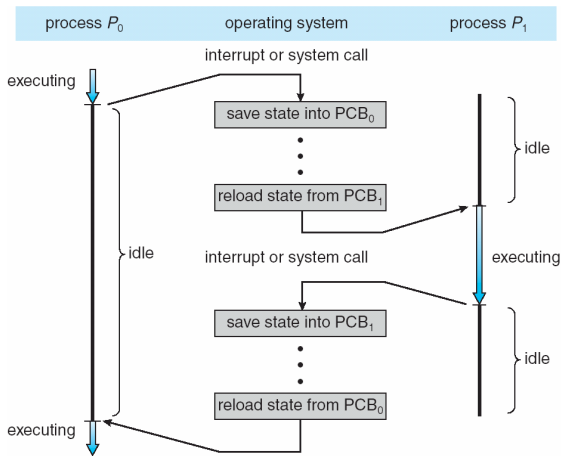 process P₀ operating system process P₁
interrupt or system call
executing
save state into PCB₀
idle
reload state from PCB₁
idle
interrupt or system call
executing
save state into PCB₁
idle
reload state from PCB₀
executing